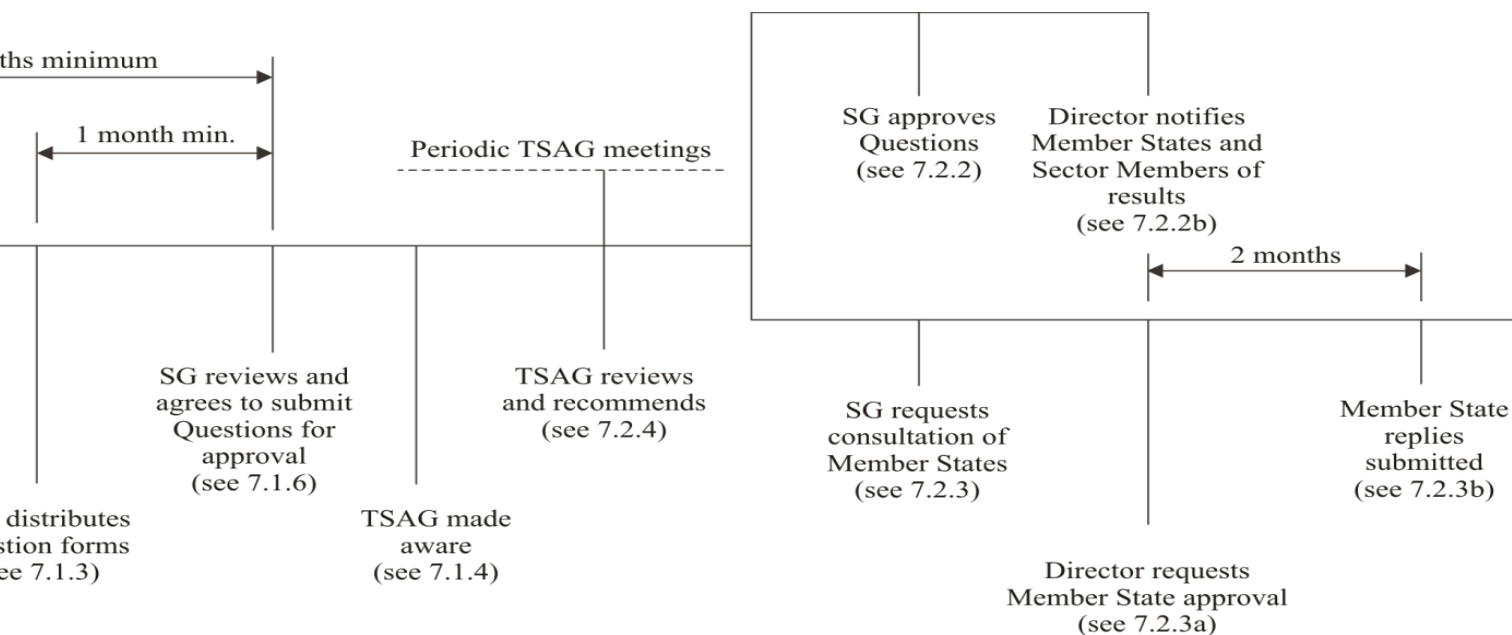 ths minimum
1 month min.
Periodic TSAG meetings
SG approves
Questions
(see 7.2.2)
Director notifies
Member States and
Sector Members of
results
(see 7.2.2b)
2 months
SG reviews and
agrees to submit
Questions for
approval
(see 7.1.6)
TSAG reviews
and recommends
(see 7.2.4)
SG requests
consultation of
Member States
(see 7.2.3)
Member State
replies
submitted
(see 7.2.3b)
distributes
stion forms
ee 7.1.3)
TSAG made
aware
(see 7.1.4)
Director requests
Member State approval
(see 7.2.3a)